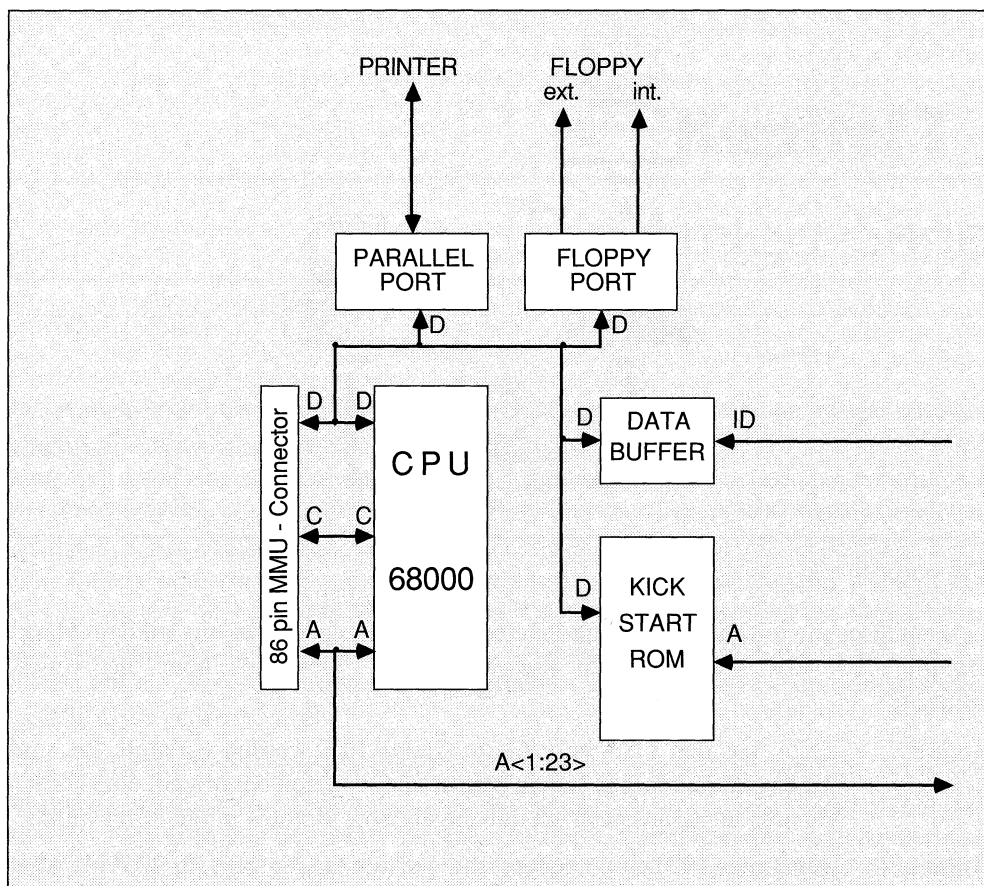 PRINTER
FLOPPY
ext. int.
PARALLEL
PORT
FLOPPY
PORT
D
D
D
D
86 pin MMU - Connector
C
C
A
A
CPU
68000
D
DATA
BUFFER
ID
D
KICK
START
ROM
A
A<1:23>